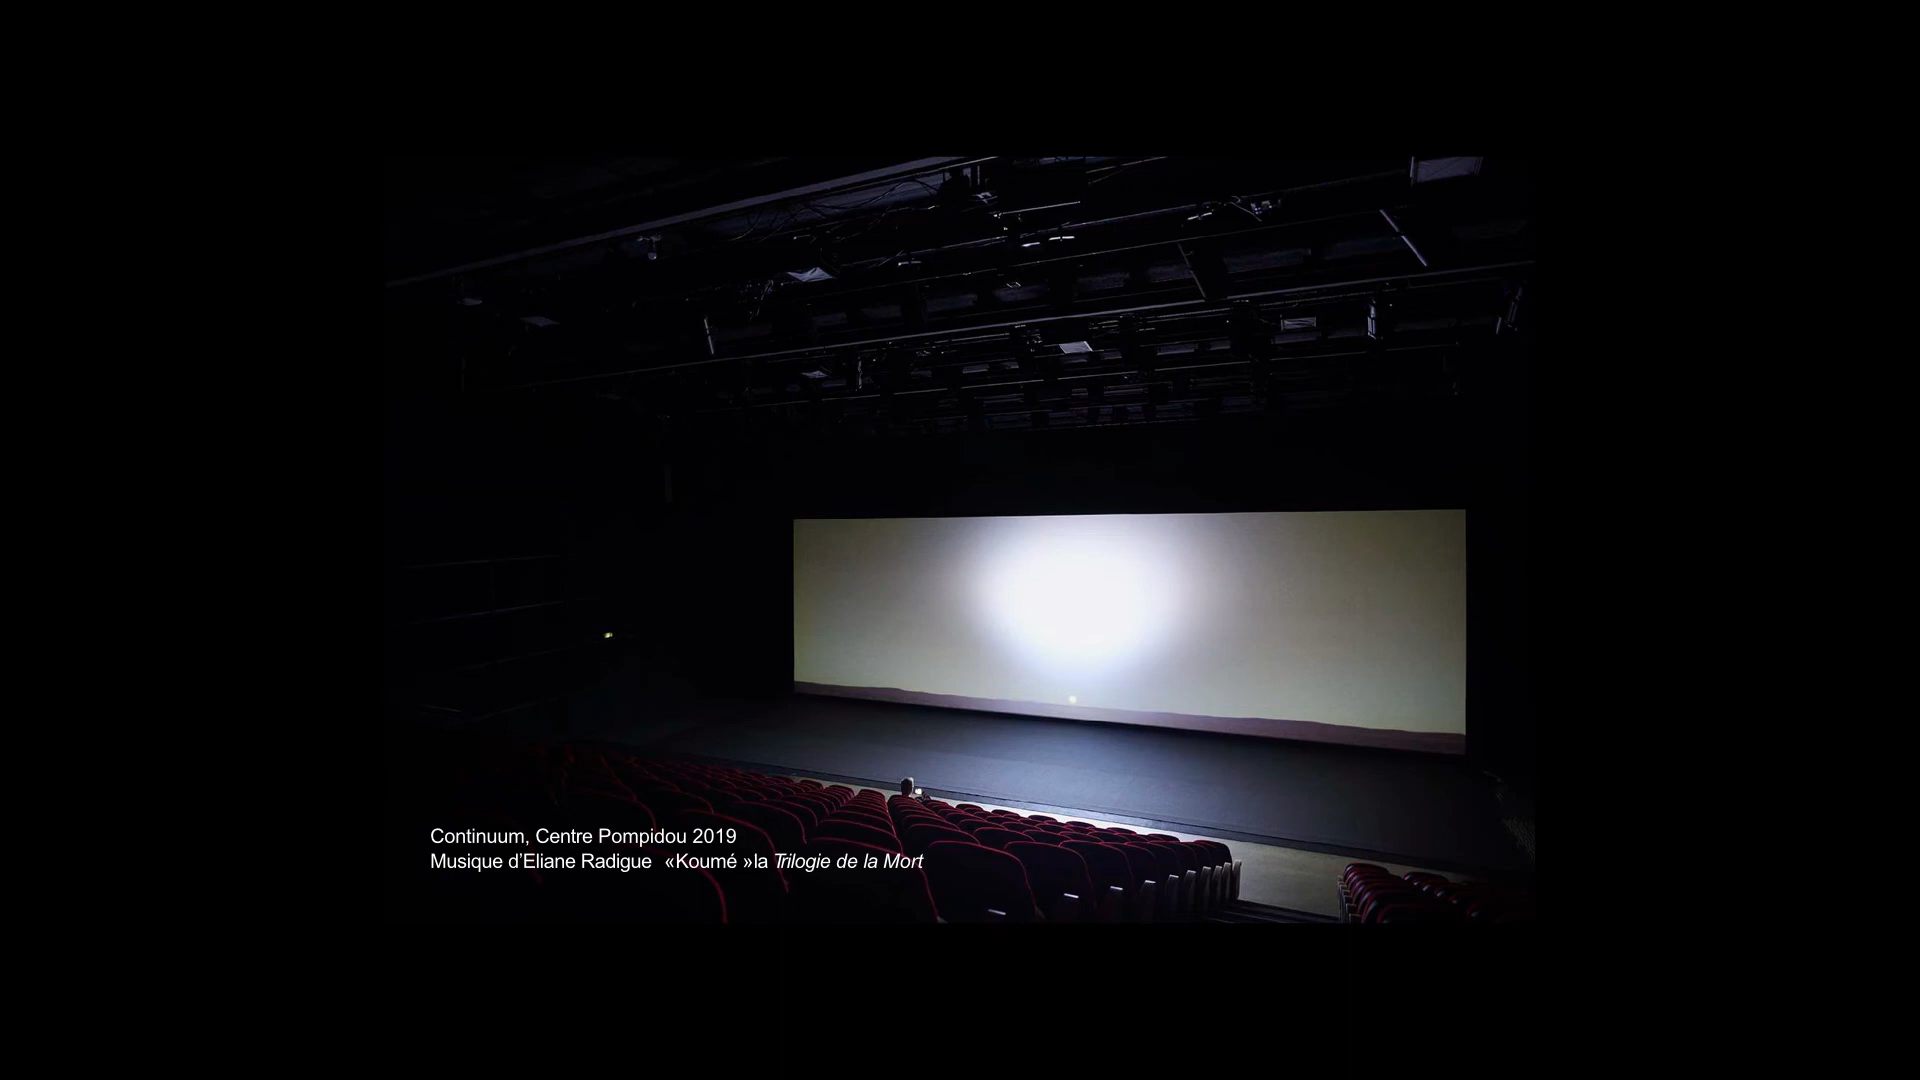 Continuum, Centre Pompidou 2019
Musique d’Eliane Radigue «Koumé »la Trilogie de la Mort